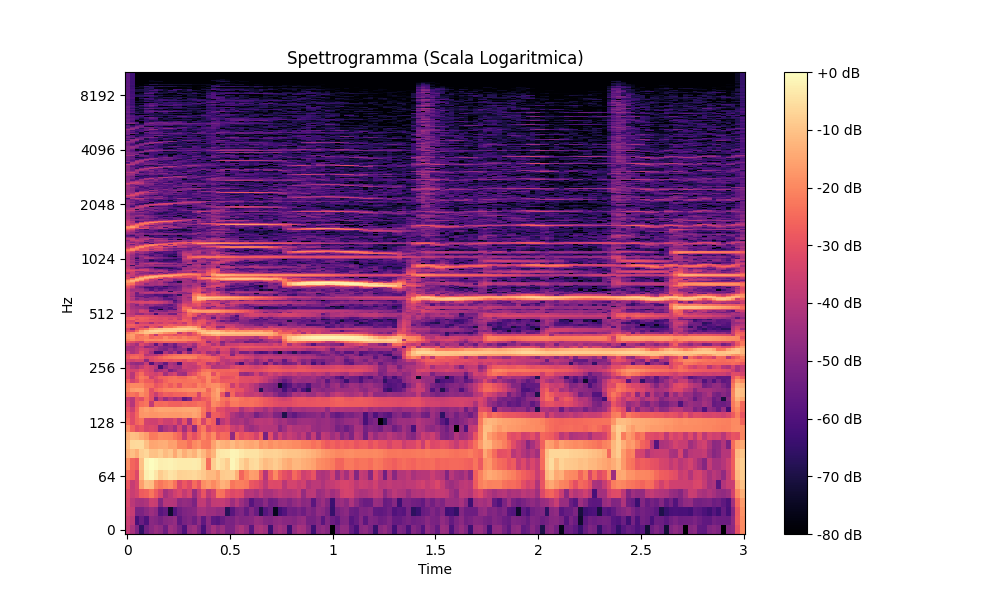 Spettrogramma (Scala Logaritmica)
Hz
8192
4096
2048
1024
512
256
128
64
0
0 0.5 1 1.5 2 2.5 3
Time
+0 dB
-10 dB
-20 dB
-30 dB
-40 dB
-50 dB
-60 dB
-70 dB
-80 dB